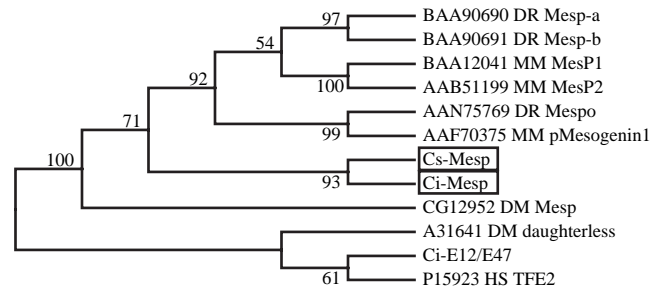 97 BAA90690 DR Mesp-a
54 BAA90691 DR Mesp-b
BAA12041 MM MesP1
92 100 AAB51199 MM MesP2
71 AAN75769 DR Mespo
99 AAF70375 MM pMesogenin1
100 Cs-Mesp
93 Ci-Mesp
CG12952 DM Mesp
A31641 DM daughterless
Ci-E12/E47
61 P15923 HS TFE2